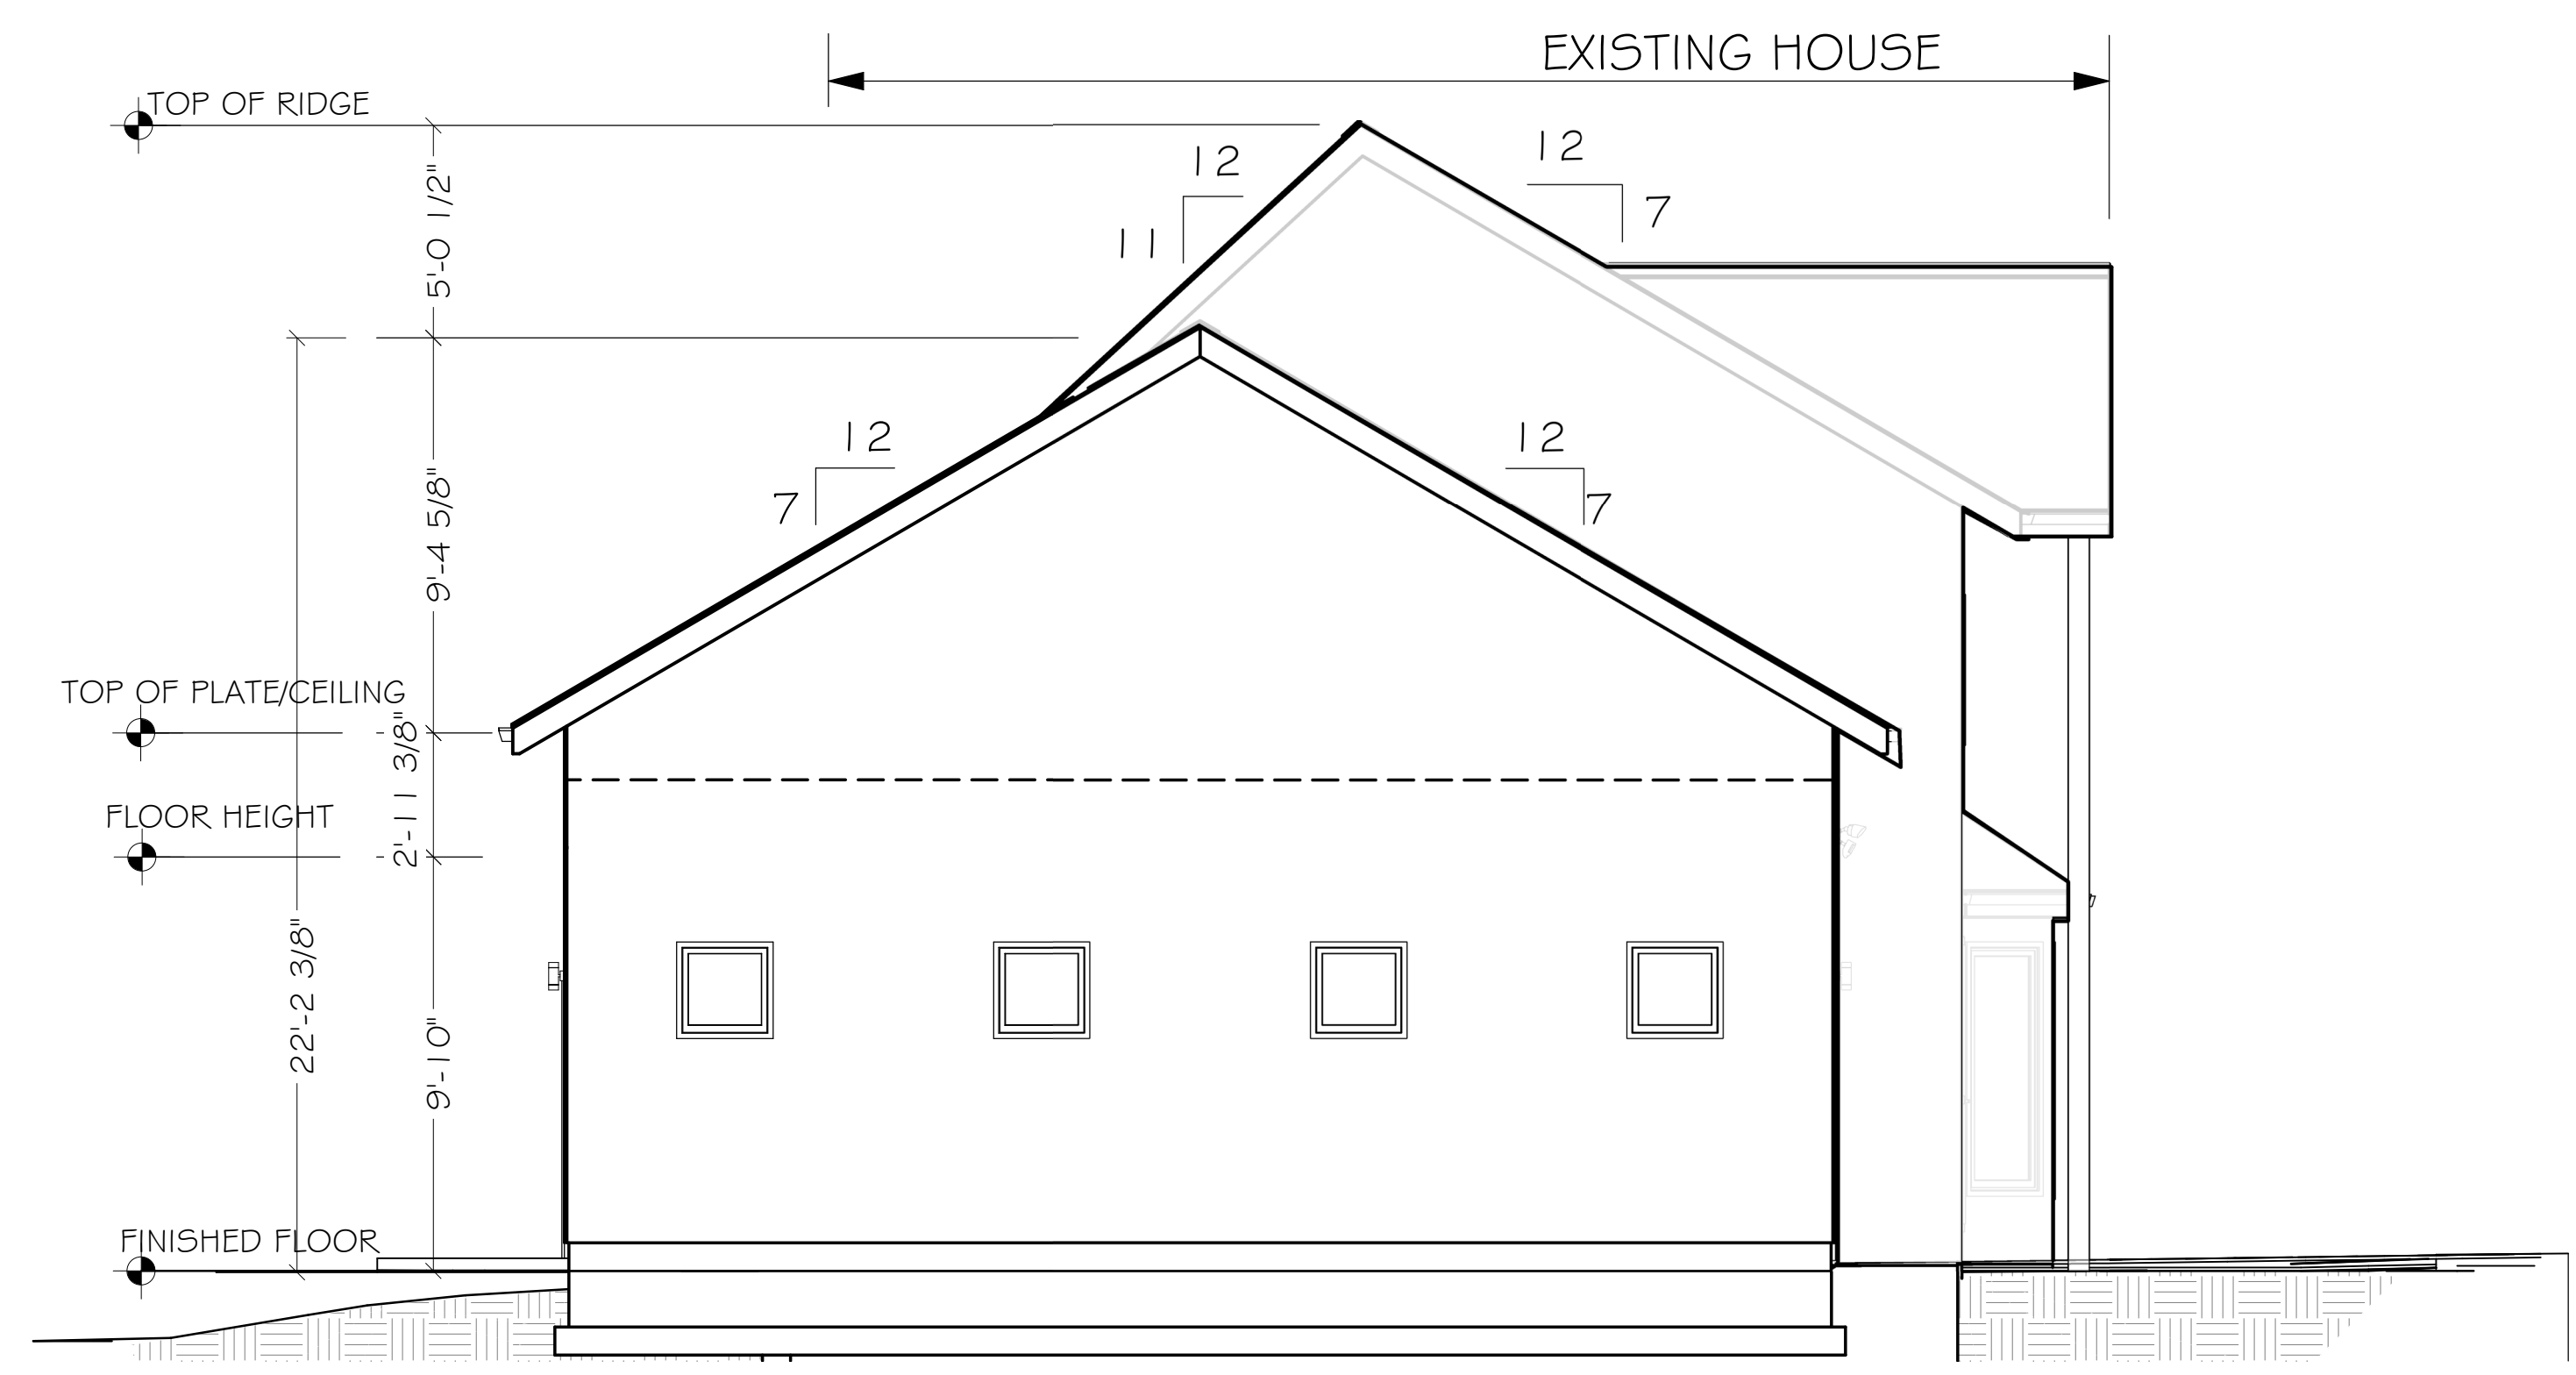 EXISTING HOUSE
TOP OF RIDGE
12
12
11
7
5'-0 1/2"
12
12
7
7
9'-4 5/8"
TOP OF PLATE/CEILING
2'-11 3/8"
FLOOR HEIGHT
22'-2 3/8"
9'-10"
FINISHED FLOOR